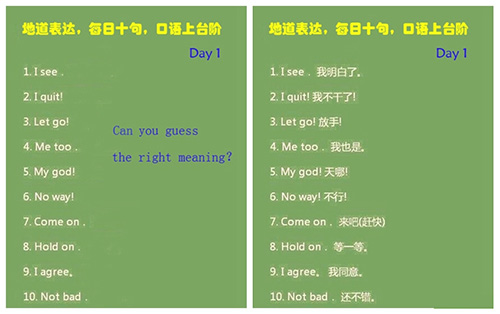 地道表达，每日十句，口语上台阶
Day 1
1. I see .
2. I quit!
3. Let go!
4. Me too .
5. My god!
6. No way!
7. Come on .
8. Hold on .
9. I agree。
10. Not bad .
Can you guess
the right meaning?
地道表达，每日十句，口语上台阶
Day 1
1. I see . 我明白了。
2. I quit! 我不干了!
3. Let go! 放手!
4. Me too . 我也是。
5. My god! 天哪!
6. No way! 不行!
7. Come on . 来吧(赶快)
8. Hold on . 等一等。
9. I agree。 我同意。
10. Not bad . 还不错。